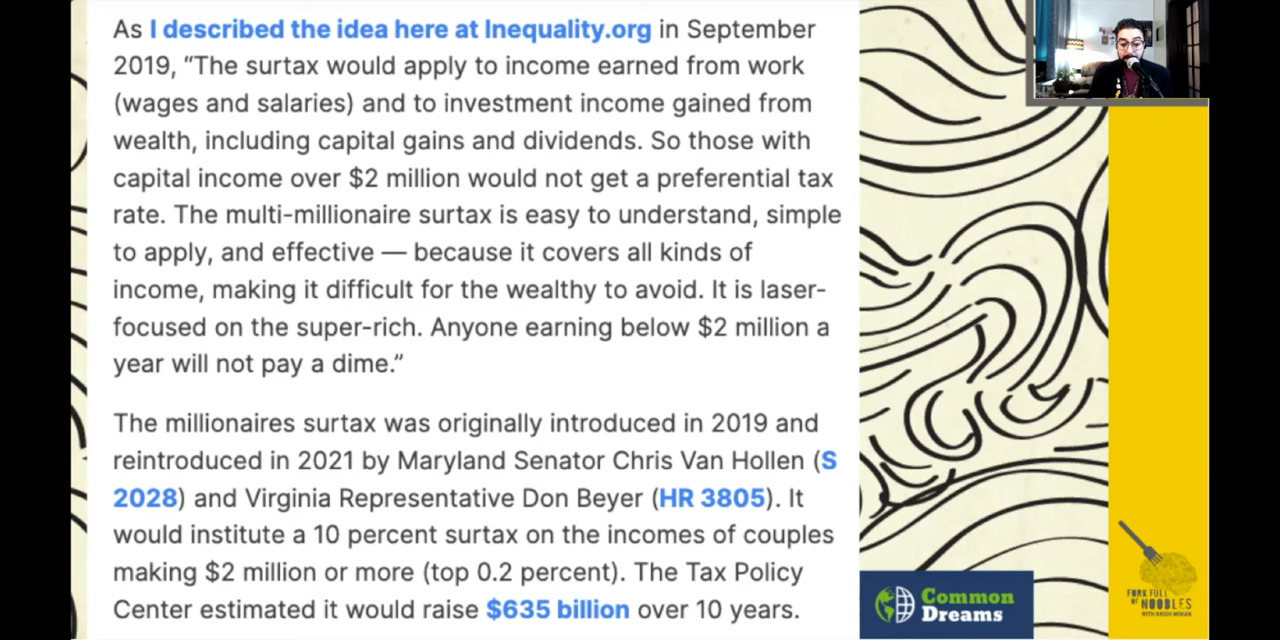 As I described the idea here at Inequality.org in September
2019, “The surtax would apply to income earned from work
(wages and salaries) and to investment income gained from
wealth, including capital gains and dividends. So those with
capital income over $2 million would not get a preferential tax
rate. The multi-millionaire surtax is easy to understand, simple
to apply, and effective — because it covers all kinds of
income, making it difficult for the wealthy to avoid. It is laser-
focused on the super-rich. Anyone earning below $2 million a
year will not pay a dime.”
The millionaires surtax was originally introduced in 2019 and
reintroduced in 2021 by Maryland Senator Chris Van Hollen (S
2028) and Virginia Representative Don Beyer (HR 3805). It
would institute a 10 percent surtax on the incomes of couples
making $2 million or more (top 0.2 percent). The Tax Policy
Center estimated it would raise $635 billion over 10 years.
Common
Dreams
FORK FULL
OF NOODLES
WITH KRISH MOHAN